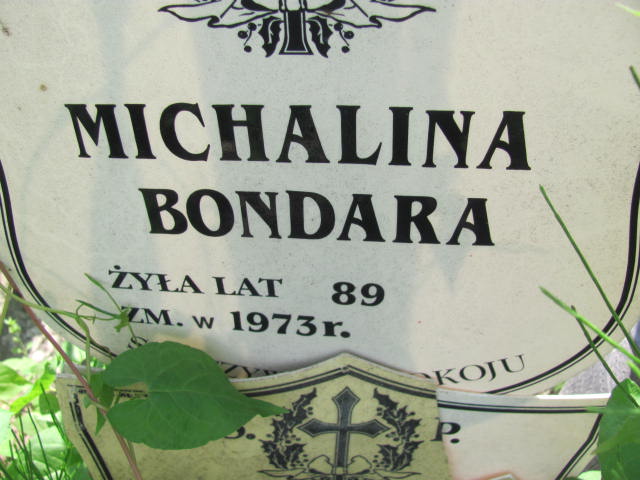 MICHALINA
BONDARA
ŻYŁA LAT 89
ZM. w 1973r.
P.